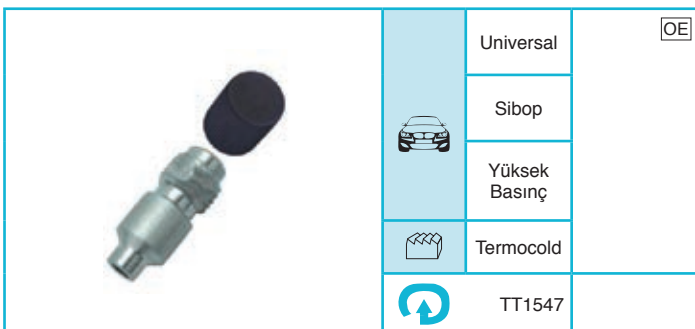 Universal
OE
Sibop
Yüksek
Basınç
Termocold
TT1547